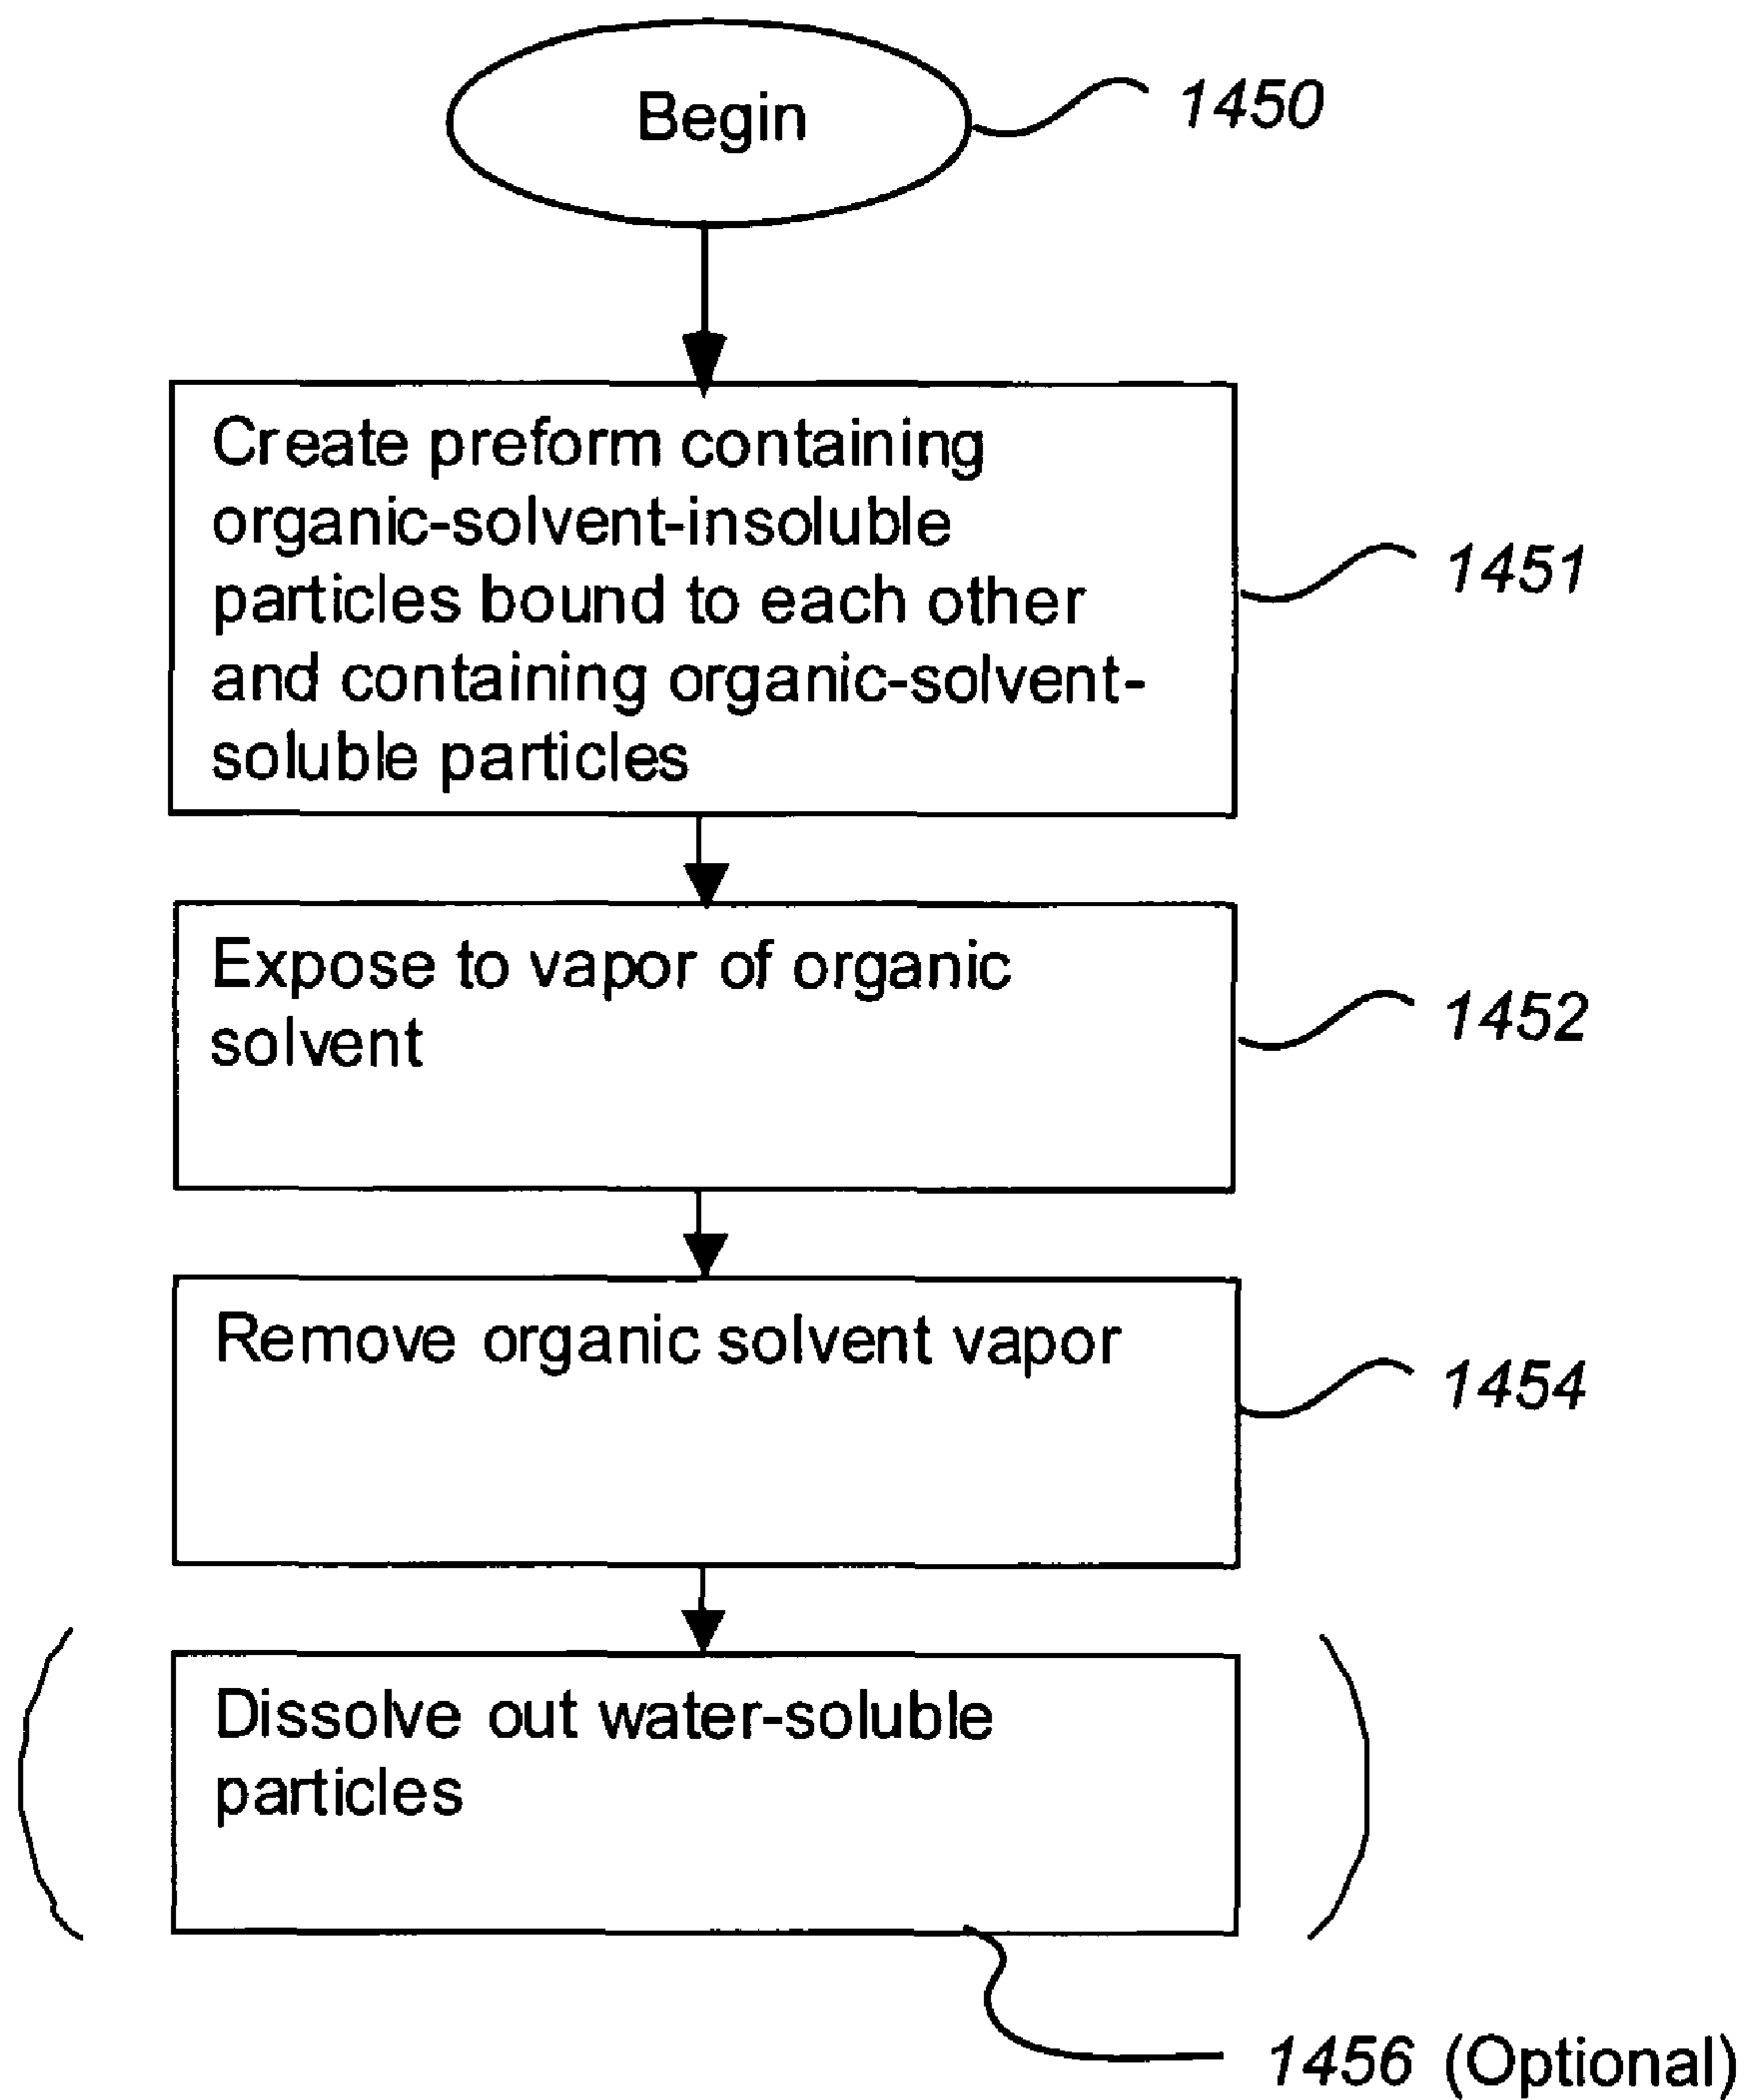 Begin
1450
Create preform containing
organic-solvent-insoluble
particles bound to each other
and containing organic-solvent-
soluble particles
1451
Expose to vapor of organic
solvent
1452
Remove organic solvent vapor
1454
Dissolve out water-soluble
particles
1456 (Optional)